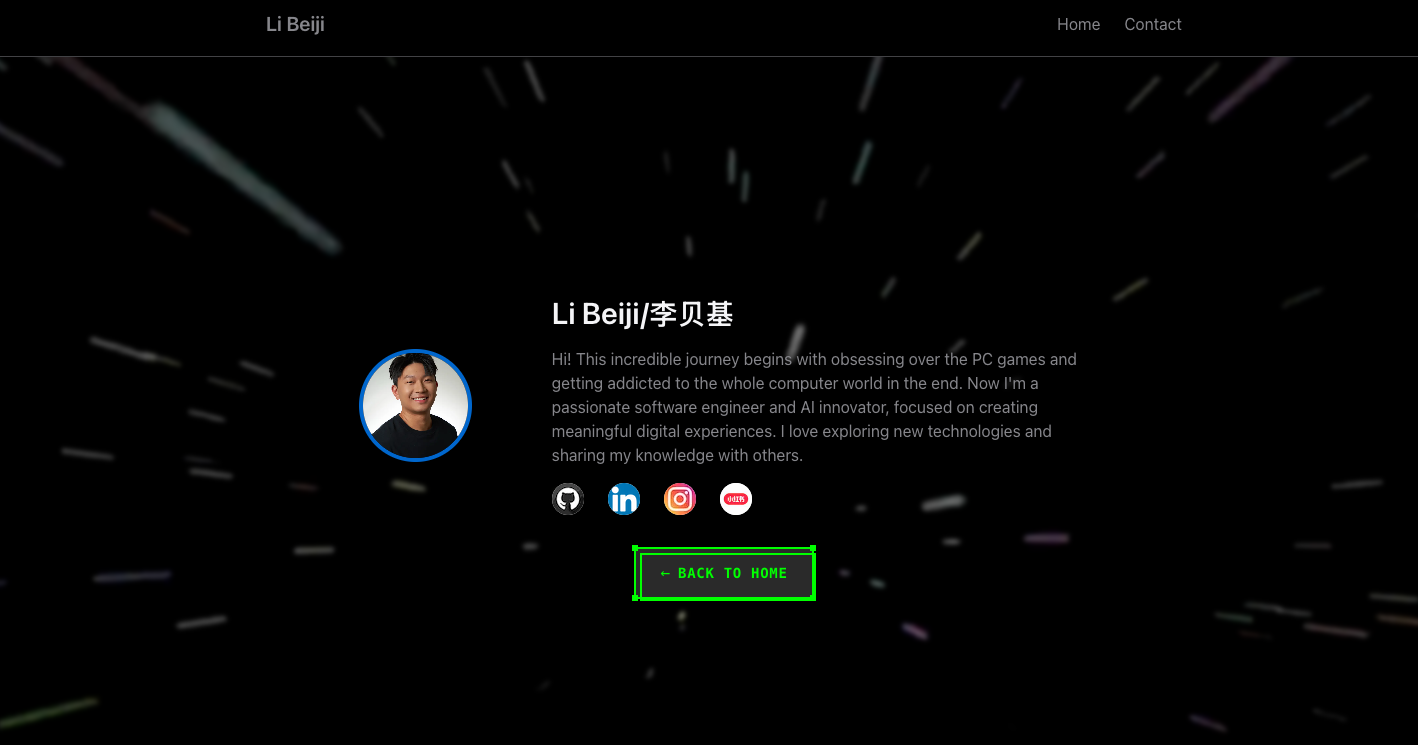 Li Beiji
Home Contact
Li Beiji/李贝基
Hi! This incredible journey begins with obsessing over the PC games and
getting addicted to the whole computer world in the end. Now I'm a
passionate software engineer and AI innovator, focused on creating
meaningful digital experiences. I love exploring new technologies and
sharing my knowledge with others.
in
← BACK TO HOME